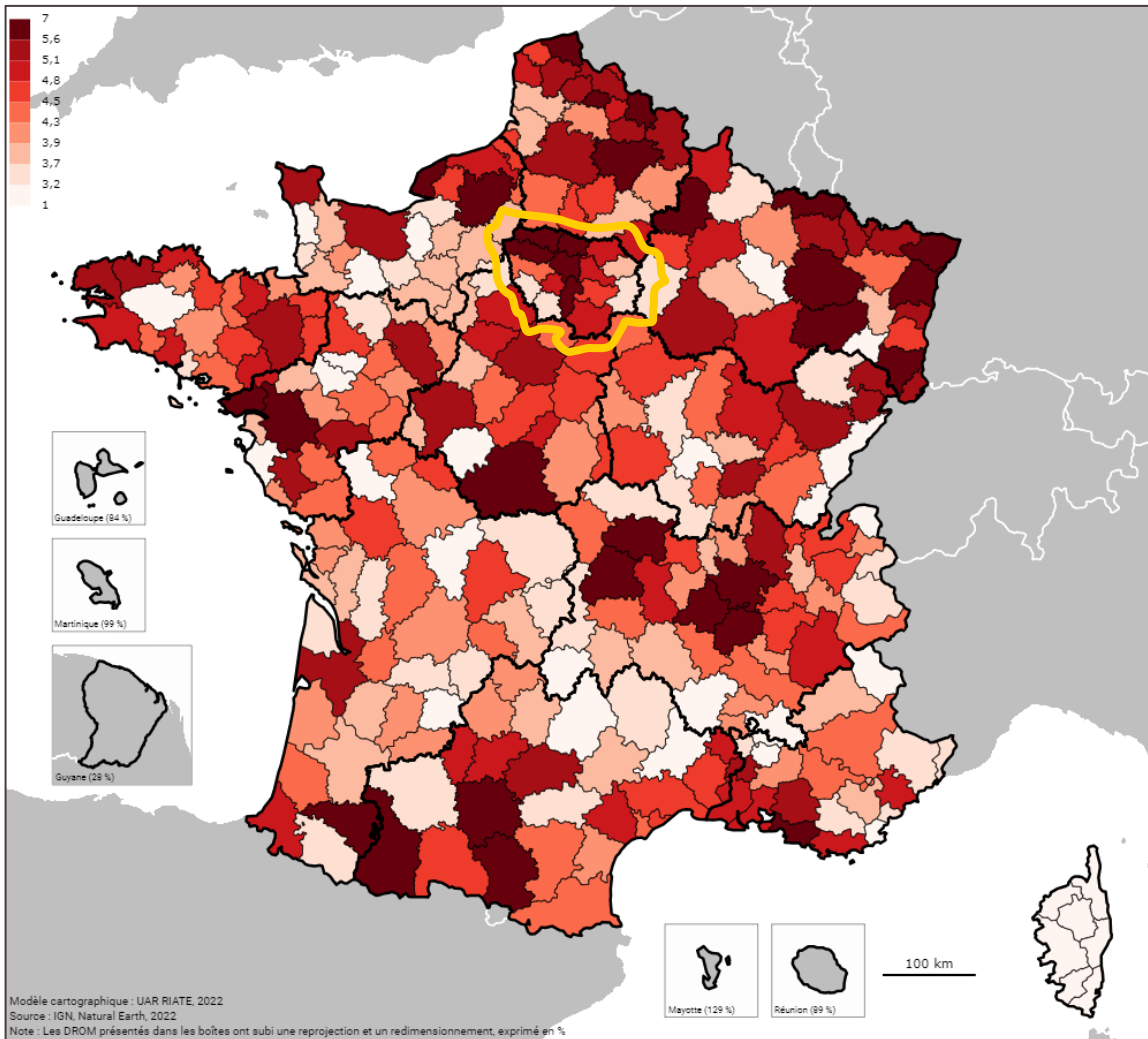 7
5,6
5,1
4,8
4,5
4,3
3,9
3,7
3,2
1
Guadeloupe (84 %)
Martinique (99 %)
Guyane (28 %)
Mayotte (129 %)
Réunion (89 %)
100 km
Modèle cartographique : UAR RIATE, 2022
Source : IGN, Natural Earth, 2022
Note : Les DROM présentés dans les boîtes ont subi une reprojection et un redimensionnement, exprimé en %